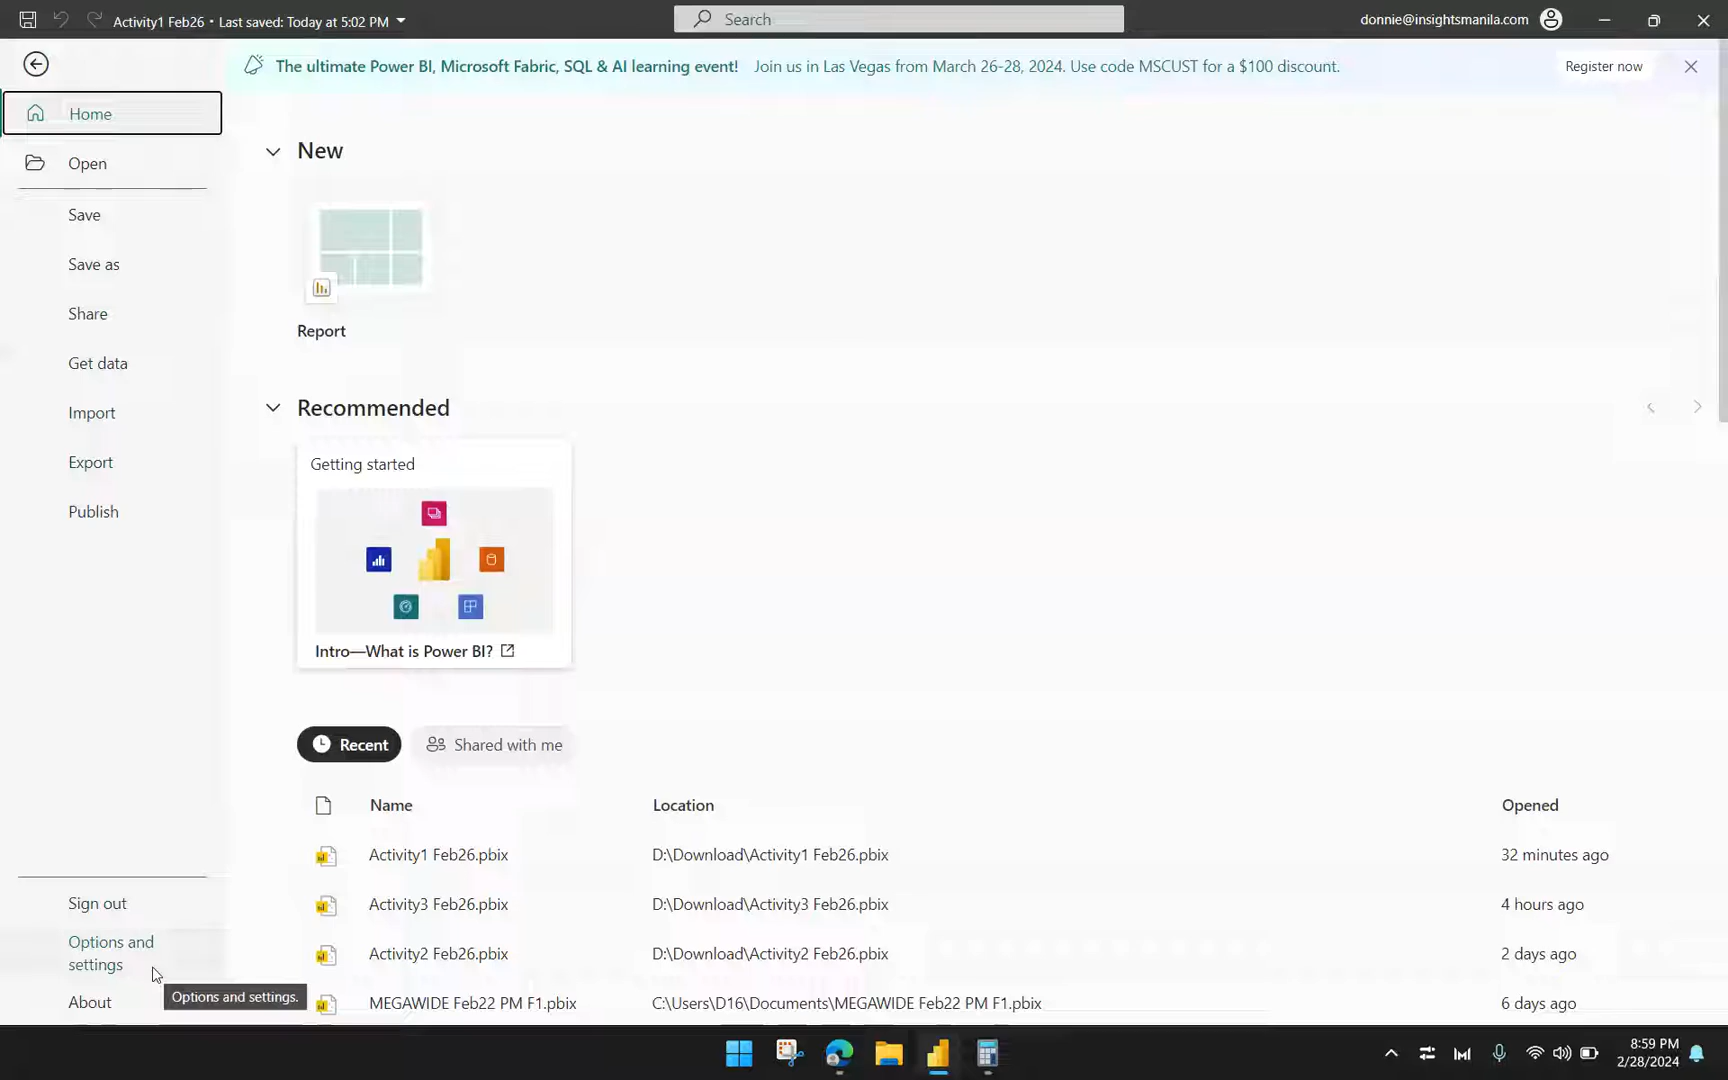 Activity1 Feb26 • Last saved: Today at 5:02 PM
Search
donnie@insightsmanila.com
The ultimate Power BI, Microsoft Fabric, SQL & AI learning event! Join us in Las Vegas from March 26-28, 2024. Use code MSCUST for a $100 discount.
Register now
Home
Open
Save
Save as
Share
Get data
Import
Export
Publish
Sign out
Options and
settings
About
Options and settings.
New
Report
Recommended
Getting started
Intro—What is Power BI?
Recent
Shared with me
Name Location Opened
Activity1 Feb26.pbix D:\Download\Activity1 Feb26.pbix 32 minutes ago
Activity3 Feb26.pbix D:\Download\Activity3 Feb26.pbix 4 hours ago
Activity2 Feb26.pbix D:\Download\Activity2 Feb26.pbix 2 days ago
MEGAWIDE Feb22 PM F1.pbix C:\Users\D16\Documents\MEGAWIDE Feb22 PM F1.pbix 6 days ago
8:59 PM
2/28/2024